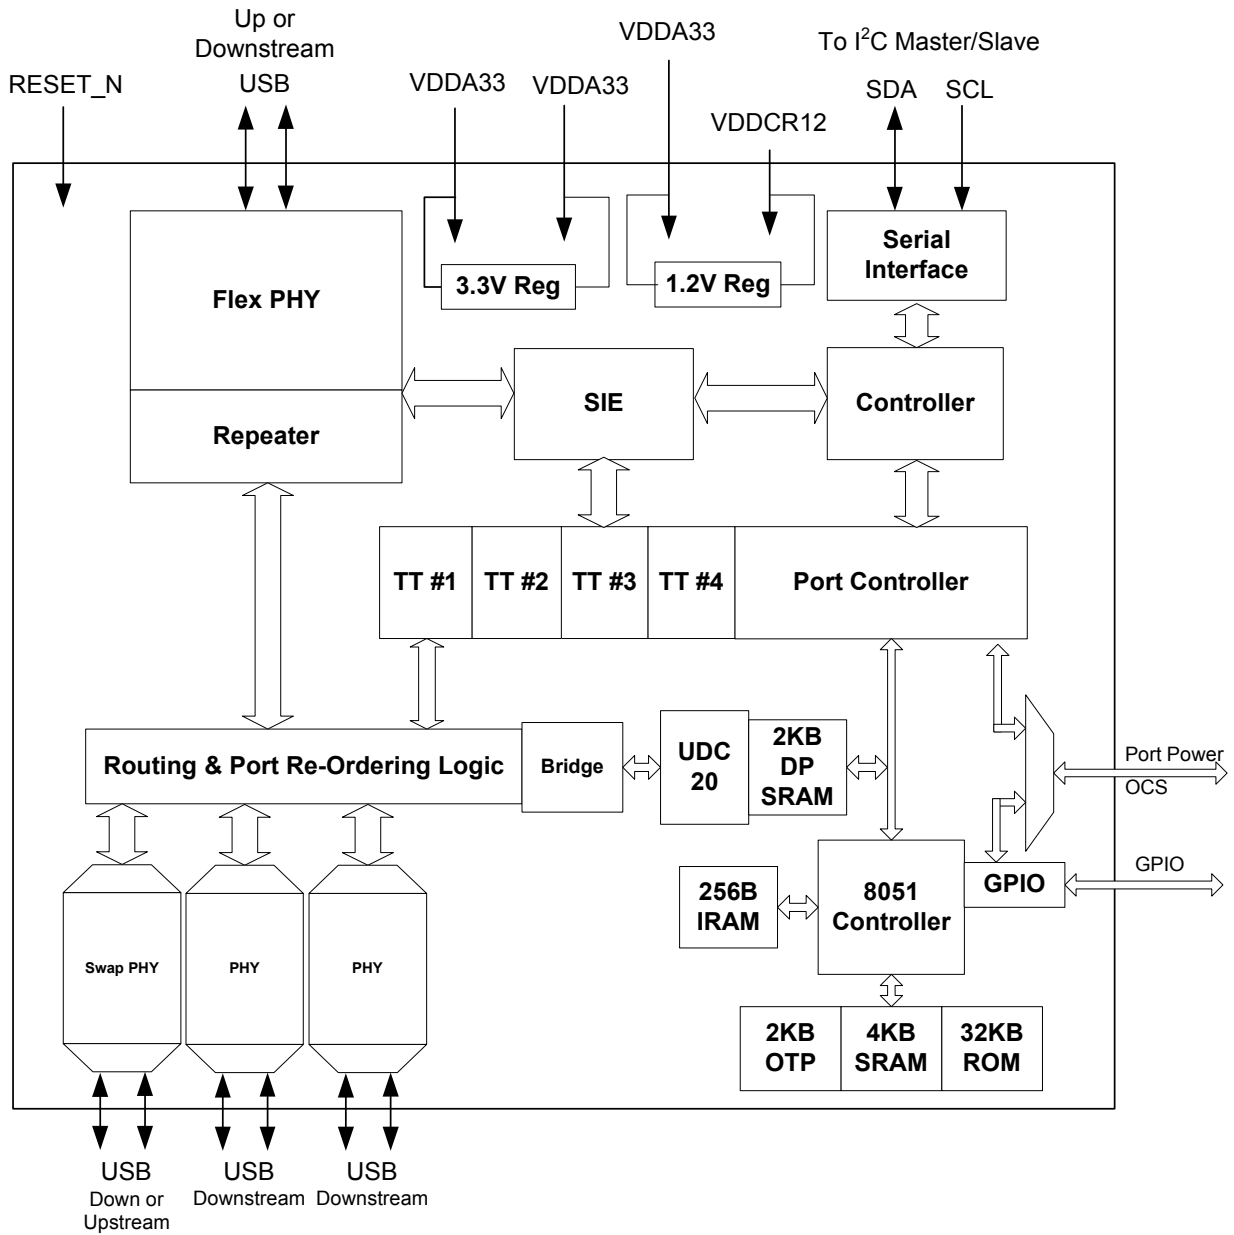 Up or
Downstream
USB
RESET_N
VDDA33
VDDA33
VDDA33
VDDCR12
To I²C Master/Slave
SDA
SCL
Flex PHY
Repeater
3.3V Reg
1.2V Reg
Serial
Interface
SIE
Controller
TT #1
TT #2
TT #3
TT #4
Port Controller
Routing & Port Re-Ordering Logic
Bridge
UDC
20
2KB
DP
SRAM
Port Power
OCS
GPIO
256B
IRAM
8051
Controller
GPIO
Swap PHY
PHY
PHY
2KB
OTP
4KB
SRAM
32KB
ROM
USB
Down or
Upstream
USB
Downstream
USB
Downstream